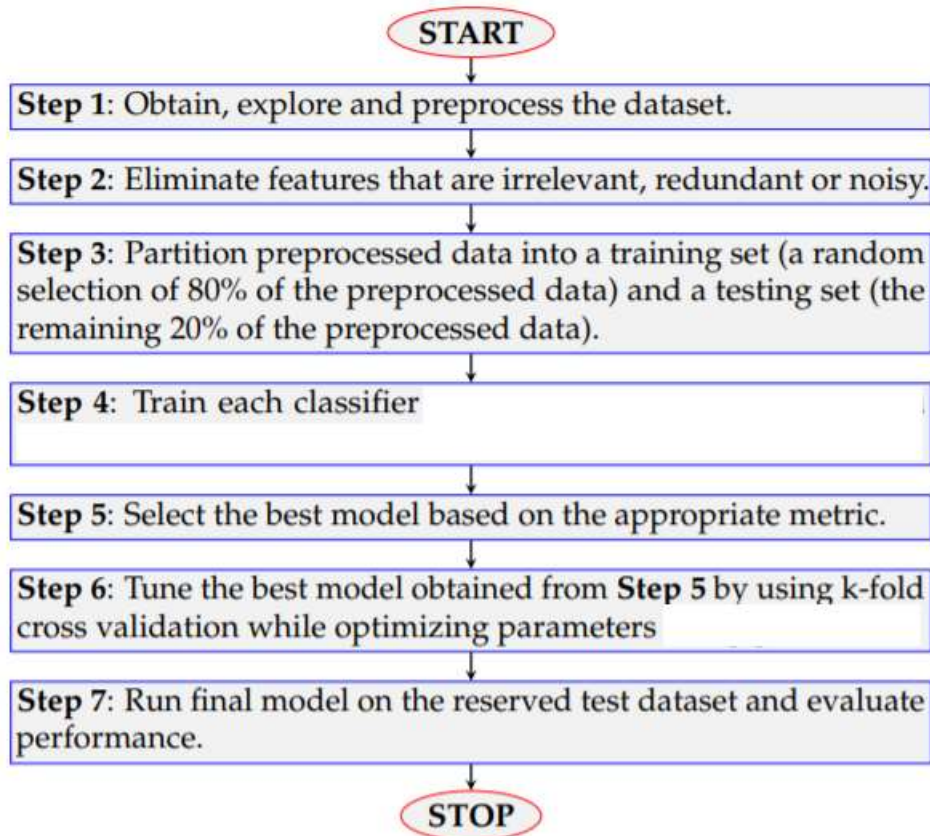 START
Step 1: Obtain, explore and preprocess the dataset.
Step 2: Eliminate features that are irrelevant, redundant or noisy.
Step 3: Partition preprocessed data into a training set (a random
selection of 80% of the preprocessed data) and a testing set (the
remaining 20% of the preprocessed data).
Step 4: Train each classifier
Step 5: Select the best model based on the appropriate metric.
Step 6: Tune the best model obtained from Step 5 by using k-fold
cross validation while optimizing parameters
Step 7: Run final model on the reserved test dataset and evaluate
performance.
STOP